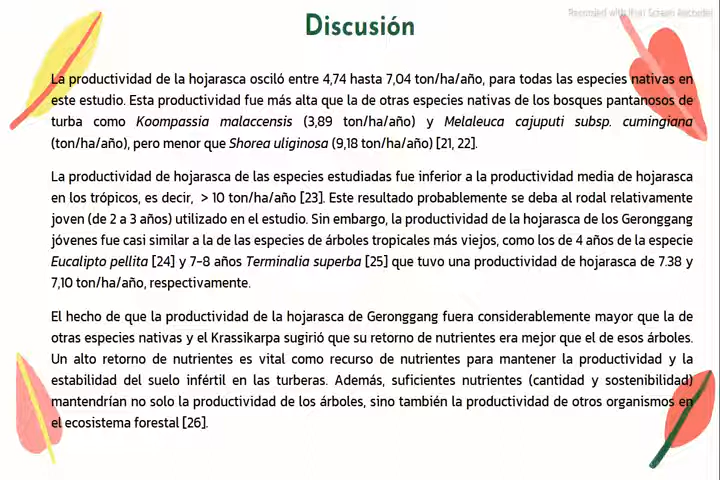 Recorded with iTop Screen Recorder
Discusión
La productividad de la hojarasca osciló entre 4,74 hasta 7,04 ton/ha/año, para todas las especies nativas en
este estudio. Esta productividad fue más alta que la de otras especies nativas de los bosques pantanosos de
turba como Koompassia malaccensis (3,89 ton/ha/año) y Melaleuca cajuputi subsp. cumingiana
(ton/ha/año), pero menor que Shorea uliginosa (9,18 ton/ha/año) [21, 22].
La productividad de hojarasca de las especies estudiadas fue inferior a la productividad media de hojarasca
en los trópicos, es decir, > 10 ton/ha/año [23]. Este resultado probablemente se deba al rodal relativamente
joven (de 2 a 3 años) utilizado en el estudio. Sin embargo, la productividad de la hojarasca de los Geronggang
jóvenes fue casi similar a la de las especies de árboles tropicales más viejos, como los de 4 años de la especie
Eucalipto pellita [24] y 7-8 años Terminalia superba [25] que tuvo una productividad de hojarasca de 7.38 y
7,10 ton/ha/año, respectivamente.
El hecho de que la productividad de la hojarasca de Geronggang fuera considerablemente mayor que la de
otras especies nativas y el Krassikarpa sugirió que su retorno de nutrientes era mejor que el de esos árboles.
Un alto retorno de nutrientes es vital como recurso de nutrientes para mantener la productividad y la
estabilidad del suelo infértil en las turberas. Además, suficientes nutrientes (cantidad y sostenibilidad)
mantendrían no solo la productividad de los árboles, sino también la productividad de otros organismos en
el ecosistema forestal [26].